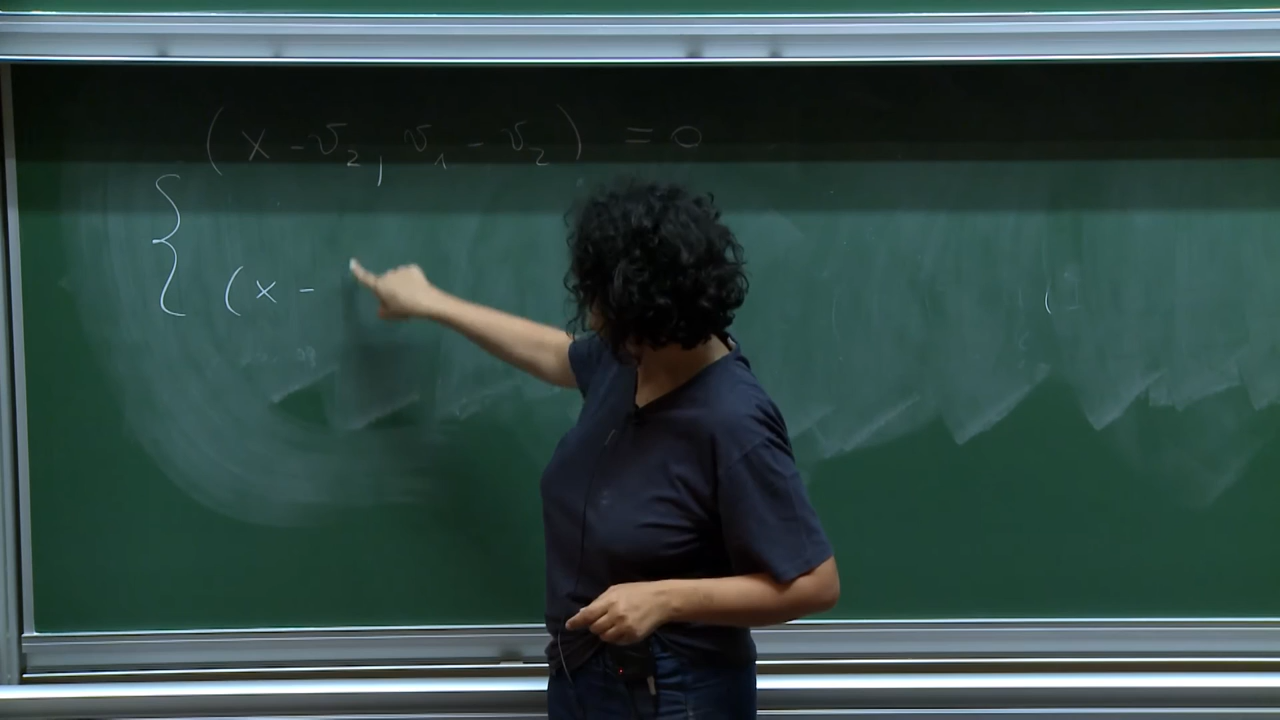 (x - v₂, v₁ - v₂) = 0
{ (x -